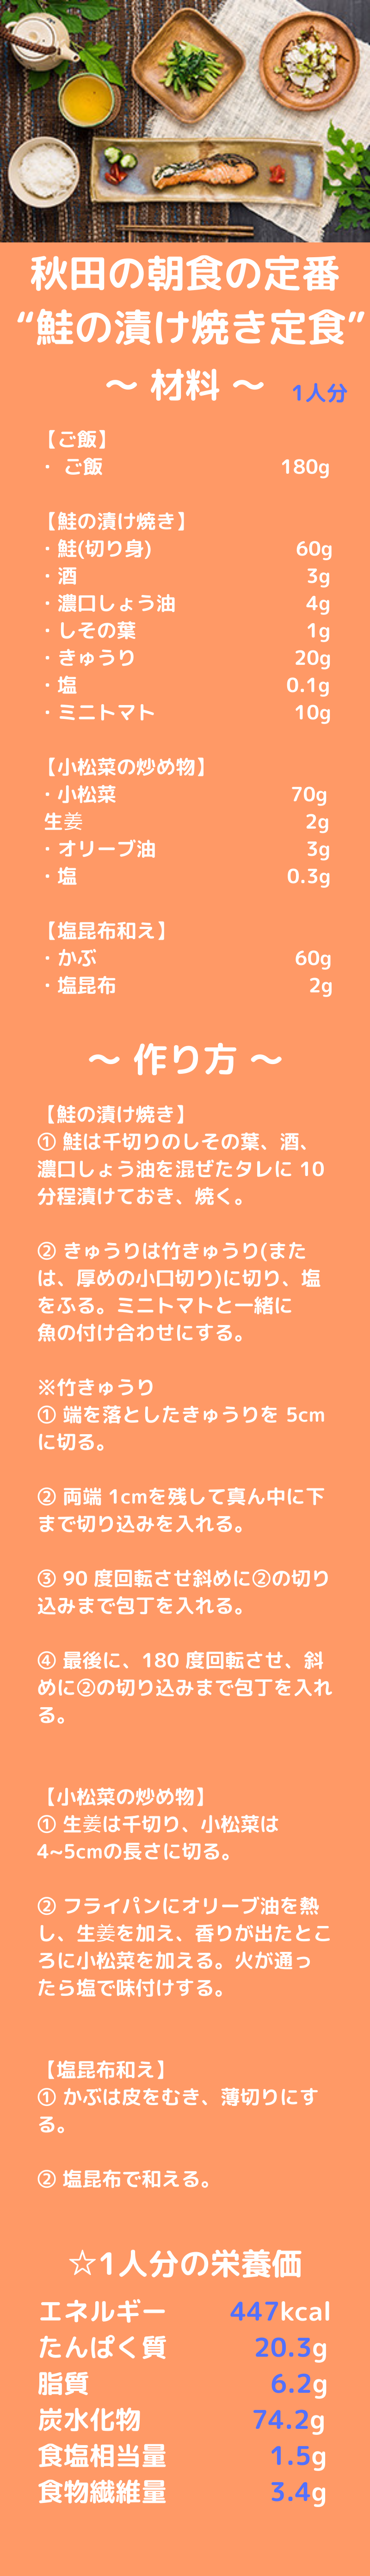 秋田の朝食の定番
“鮭の漬け焼き定食”
〜 材料 〜 1人分
【ご飯】
・ ご飯 180g
【鮭の漬け焼き】
・鮭(切り身) 60g
・酒 3g
・濃口しょう油 4g
・しその葉 1g
・きゅうり 20g
・塩 0.1g
・ミニトマト 10g
【小松菜の炒め物】
・小松菜 70g
生姜 2g
・オリーブ油 3g
・塩 0.3g
【塩昆布和え】
・かぶ 60g
・塩昆布 2g
〜 作り方 〜
【鮭の漬け焼き】
① 鮭は千切りのしその葉、酒、
濃口しょう油を混ぜたタレに 10
分程漬けておき、焼く。
② きゅうりは竹きゅうり(また
は、厚めの小口切り)に切り、塩
をふる。ミニトマトと一緒に
魚の付け合わせにする。
※竹きゅうり
① 端を落としたきゅうりを 5cm
に切る。
② 両端 1cmを残して真ん中に下
まで切り込みを入れる。
③ 90 度回転させ斜めに②の切り
込みまで包丁を入れる。
④ 最後に、180 度回転させ、斜
めに②の切り込みまで包丁を入れ
る。
【小松菜の炒め物】
① 生姜は千切り、小松菜は
4~5cmの長さに切る。
② フライパンにオリーブ油を熱
し、生姜を加え、香りが出たとこ
ろに小松菜を加える。火が通っ
たら塩で味付けする。
【塩昆布和え】
① かぶは皮をむき、薄切りにす
る。
② 塩昆布で和える。
☆1人分の栄養価
エネルギー 447kcal
たんぱく質 20.3g
脂質 6.2g
炭水化物 74.2g
食塩相当量 1.5g
食物繊維量 3.4g